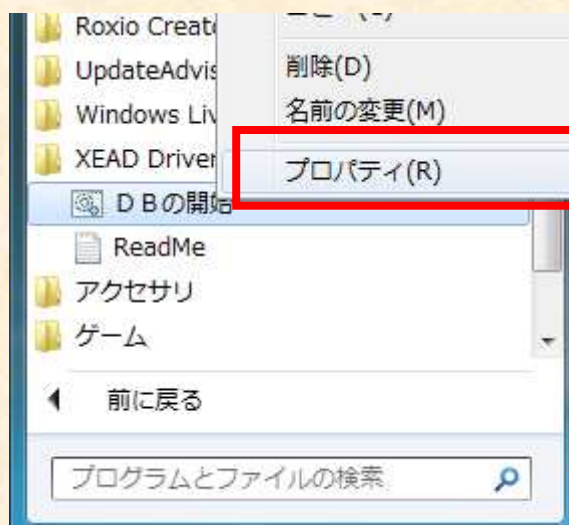 Roxio Creat
UpdateAdvis
Windows Liv
XEAD Driver
DBの開始
ReadMe
アクセサリ
ゲーム
前に戻る
プログラムとファイルの検索
削除(D)
名前の変更(M)
プロパティ(R)